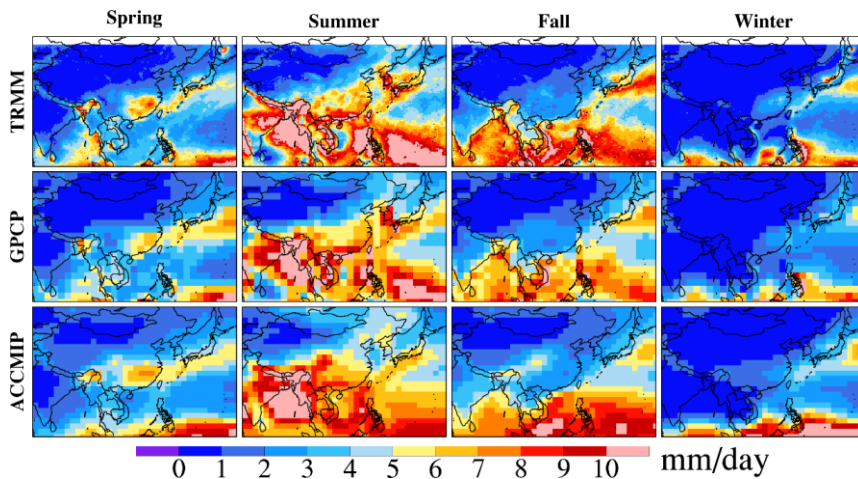 Spring Summer Fall Winter
TRMM
GPCP
ACCMIP
0 1 2 3 4 5 6 7 8 9 10 mm/day